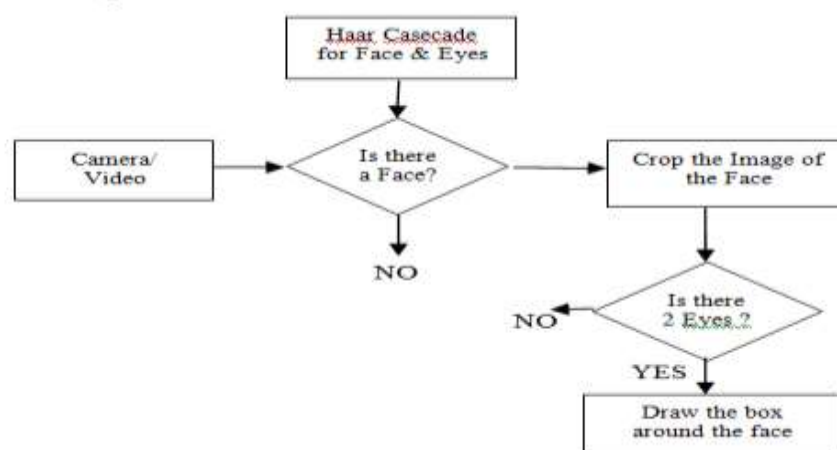 Haar Casecade
for Face & Eyes
Camera/
Video
Is there
a Face?
Crop the Image of
the Face
NO
Is there
2 Eyes ?
NO
YES
Draw the box
around the face